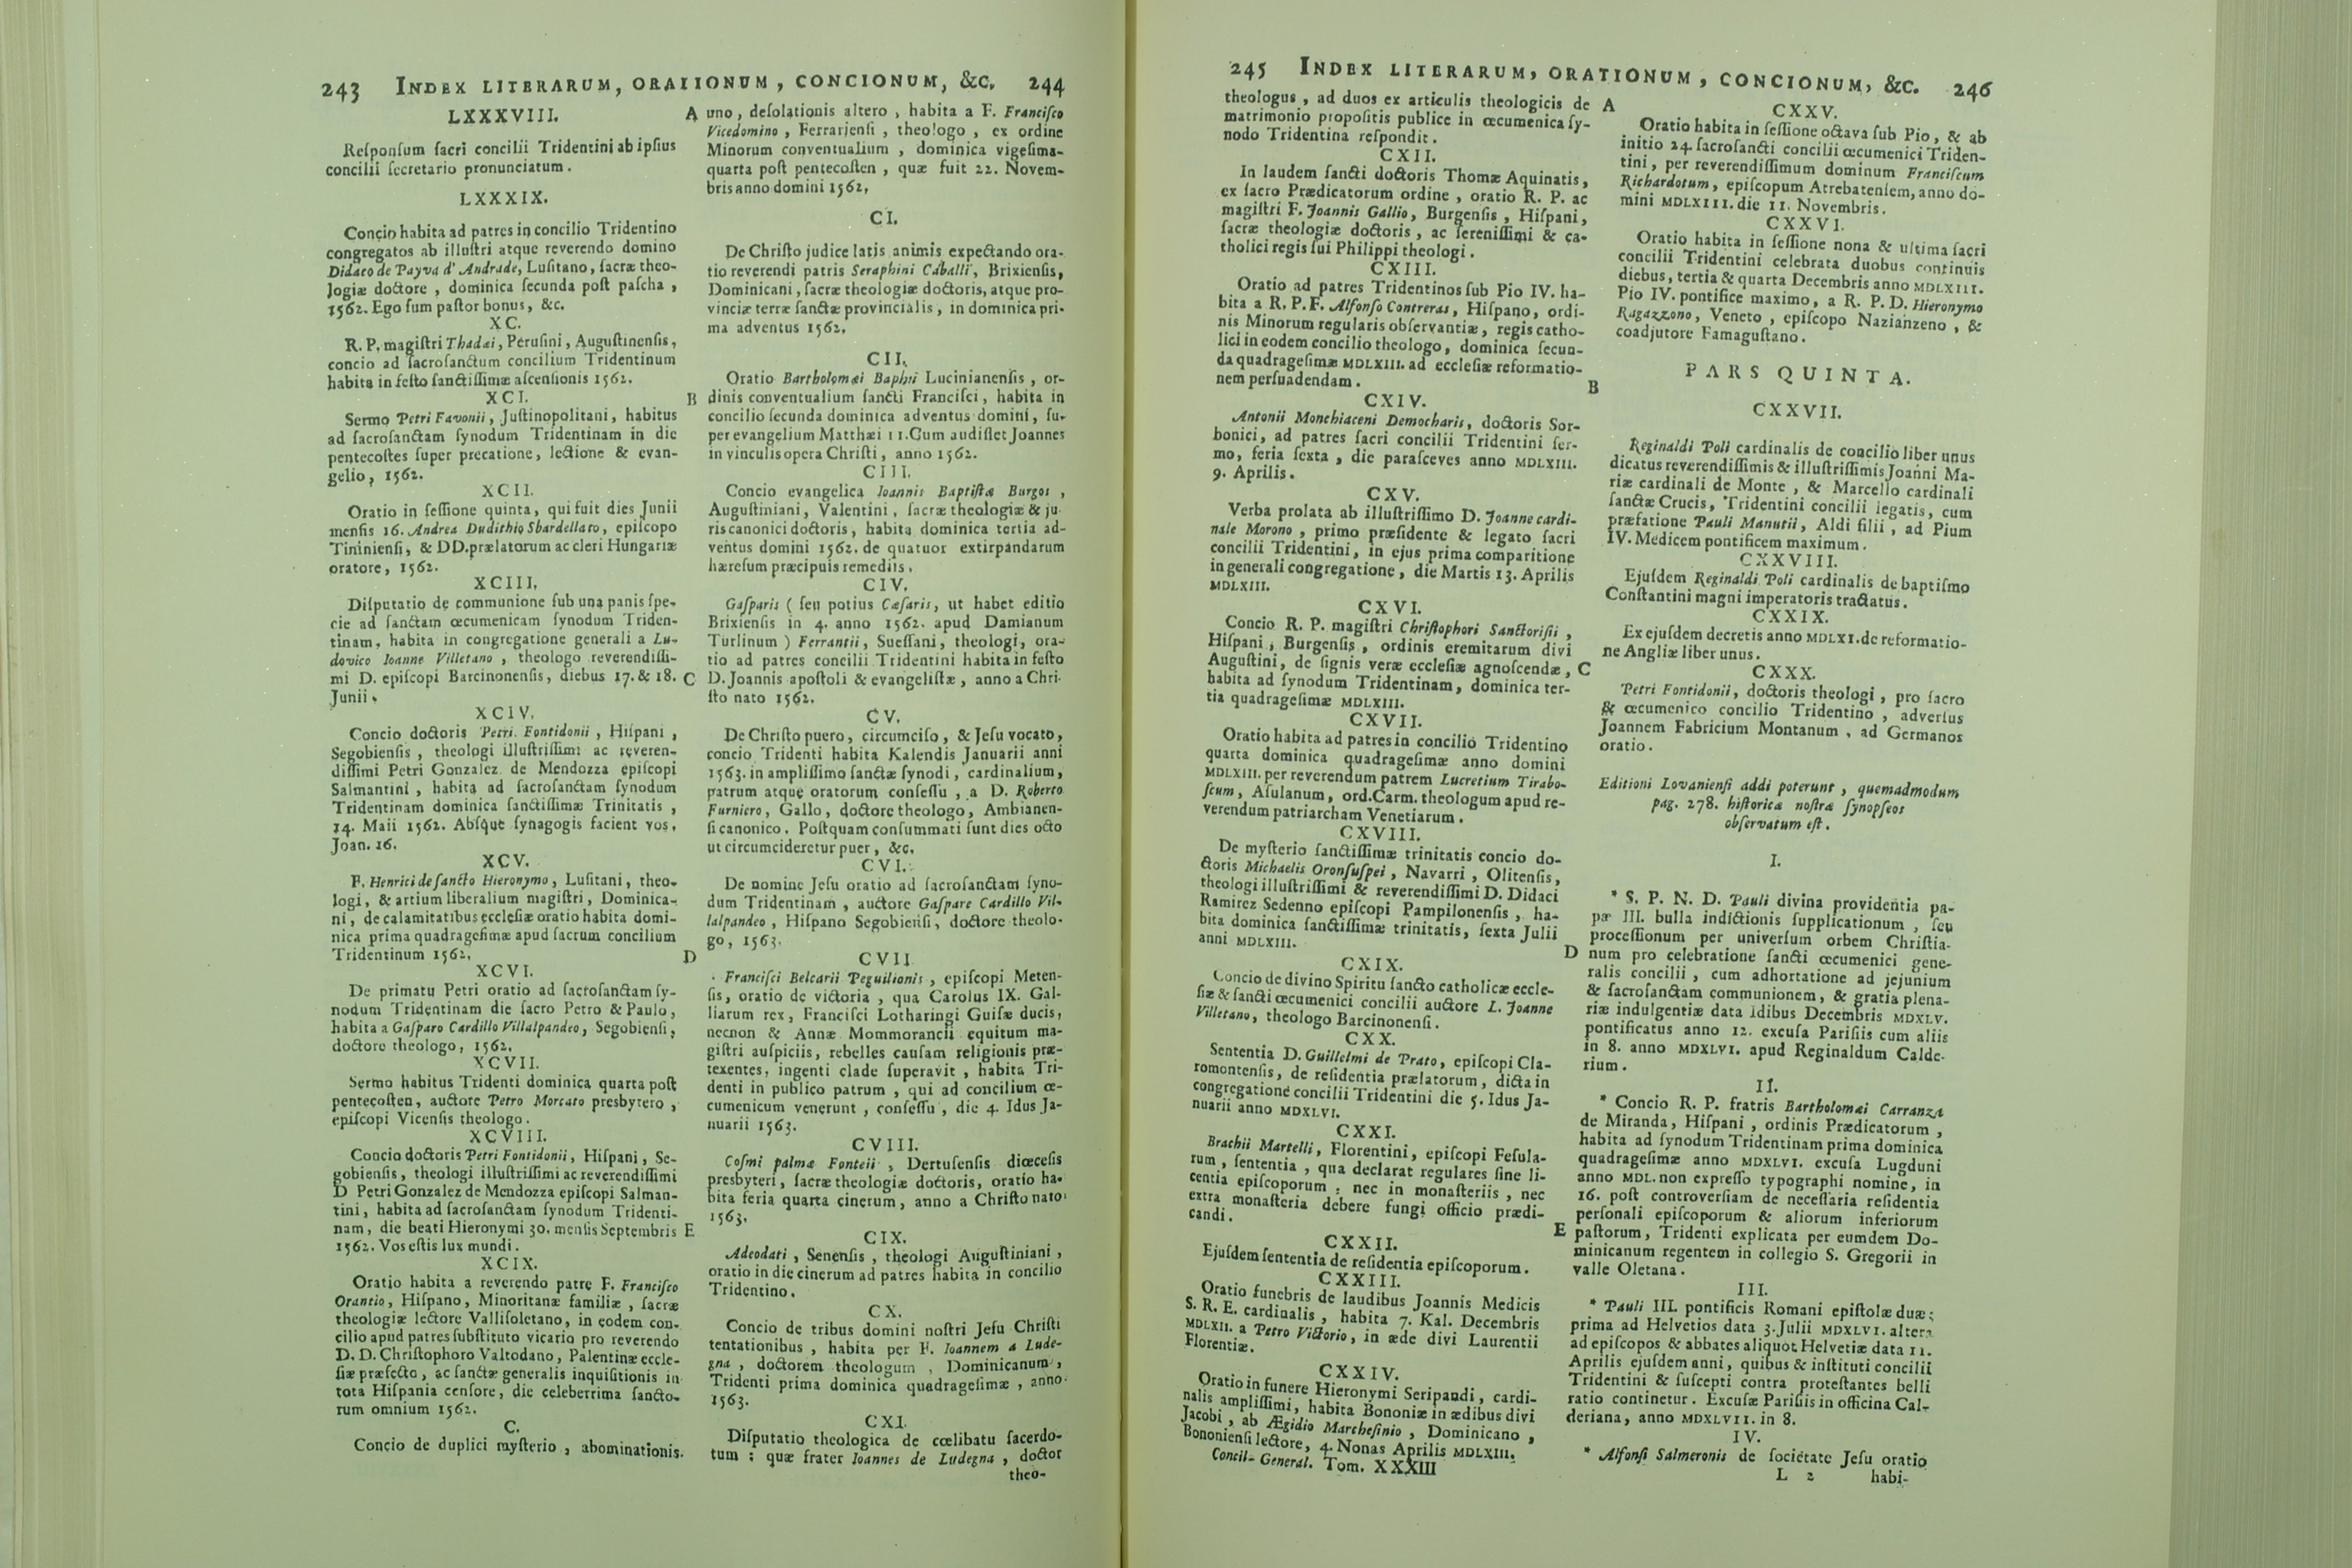 243 INDEX LITERARUM, ORATIONUM, CONCIONUM, &c. 244
LXXXVIII.
Reſponſum ſacri concilii Tridentini ab ipſius
concilii ſecretario pronunciatum.
LXXXIX.
Concio habita ad patres in concilio Tridentino
congregatos ab illuſtri atque reverendo domino
Didaco de Payva d'Andrade, Luſitano, ſacræ theo-
logiæ doctore, dominica ſecunda poſt paſcha,
1562. Ego ſum paſtor bonus, &c.
XC.
R. P. magiſtri Thadæi, Peruſini, Auguſtinenſis,
concio ad ſacroſanctum concilium Tridentinum
habita in feſto ſanctiſſimæ aſcenſionis 1562.
XCI.
Sermo Petri Favonii, Juſtinopolitani, habitus
ad ſacroſanctam ſynodum Tridentinam in die
pentecoſtes ſuper precatione, lectione & evan-
gelio, 1562.
XCII.
Oratio in ſeſſione quinta, qui fuit dies Junii
menſis 16. Andrea Dudithio Sbardellato, epiſcopo
Tininienſi, & DD. prælatorum ac cleri Hungariæ
oratore, 1562.
XCIII.
Diſputatio de communione ſub una panis ſpe-
cie ad ſanctam œcumenicam ſynodum Triden-
tinam, habita in congregatione generali a Lu-
dovico Ioanne Villetano, theologo reverendiſſi-
mi D. epiſcopi Barcinonenſis, diebus 17. & 18.
Junii.
XCIV.
Concio doctoris Petri Fontidonii, Hiſpani,
Segobienſis, theologi illuſtriſſimi ac reveren-
diſſimi Petri Gonzalez de Mendozza epiſcopi
Salmantini, habita ad ſacroſanctam ſynodum
Tridentinam dominica ſanctiſſimæ Trinitatis,
14. Maii 1562. Abſque ſynagogis facient vos,
Joan. 16.
XCV.
F. Henrici de ſancto Hieronymo, Luſitani, theo-
logi, & artium liberalium magiſtri, Dominica-
ni, de calamitatibus eccleſiæ oratio habita domi-
nica prima quadrageſimæ apud ſacrum concilium
Tridentinum 1562.
XCVI.
De primatu Petri oratio ad ſacroſanctam ſy-
nodum Tridentinam die ſacro Petro & Paulo,
habita a Gaſparo Cardillo Villalpandeo, Segobienſi,
doctore theologo, 1562.
XCVII.
Sermo habitus Tridenti dominica quarta poſt
pentecoſten, auctore Petro Morcato presbytero,
epiſcopi Vicenſis theologo.
XCVIII.
Concio doctoris Petri Fontidonii, Hiſpani, Se-
gobienſis, theologi illuſtriſſimi ac reverendiſſimi
D Petri Gonzalez de Mendozza epiſcopi Salman-
tini, habita ad ſacroſanctam ſynodum Tridenti-
nam, die beati Hieronymi 30. menſis Septembris
1562. Vos eſtis lux mundi.
XCIX.
Oratio habita a reverendo patre F. Franciſco
Orantio, Hiſpano, Minoritanæ familiæ, ſacræ
theologiæ lectore Valliſoletano, in eodem con-
cilio apud patres ſubſtituto vicario pro reverendo
D. D. Chriſtophoro Valtodano, Palentinæ eccle-
ſiæ præfecto, ac ſanctæ generalis inquiſitionis in
tota Hiſpania cenſore, die celeberrima ſancto-
rum omnium 1562.
C.
Concio de duplici myſterio, abominationis.
A
B
C
D
E
uno, deſolationis altero, habita a F. Franciſco
Vicedomino, Ferrarienſi, theologo, ex ordine
Minorum conventualium, dominica vigeſima-
quarta poſt pentecoſten, quæ fuit 22. Novem-
bris anno domini 1562.
CI.
De Chriſto judice latis animis expectando ora-
tio reverendi patris Seraphini Caballi, Brixienſis,
Dominicani, ſacræ theologiæ doctoris, atque pro-
vinciæ terræ ſanctæ provincialis, in dominica pri-
ma adventus 1562.
CII.
Oratio Bartholomæi Baphii Lucinianenſis, or-
dinis conventualium ſancti Franciſci, habita in
concilio ſecunda dominica adventus domini, ſu-
per evangelium Matthæi 11. Cum audiſſet Joannes
in vinculis opera Chriſti, anno 1562.
CIII.
Concio evangelica Ioannis Baptiſtæ Burgos,
Auguſtiniani, Valentini, ſacræ theologiæ & ju-
ris canonici doctoris, habita dominica tertia ad-
ventus domini 1562. de quatuor extirpandarum
hæreſum præcipuis remediis.
CIV.
Gaſparis (ſeu potius Cæſaris, ut habet editio
Brixienſis in 4. anno 1562. apud Damianum
Turlinum) Ferrantii, Sueſſani, theologi, ora-
tio ad patres concilii Tridentini habita in feſto
D. Joannis apoſtoli & evangeliſtæ, anno a Chri-
ſto nato 1562.
CV.
De Chriſto puero, circumciſo, & Jeſu vocato,
concio Tridenti habita Kalendis Januarii anni
1563. in ampliſſimo ſanctæ ſynodi, cardinalium,
patrum atque oratorum conſeſſu, a D. Roberto
Furniero, Gallo, doctore theologo, Ambianen-
ſi canonico. Poſtquam conſummati ſunt dies octo
ut circumcideretur puer, &c.
CVI.
De nomine Jeſu oratio ad ſacroſanctam ſyno-
dum Tridentinam, auctore Gaſpare Cardillo Vil-
lalpandeo, Hiſpano Segobienſi, doctore theolo-
go, 1563.
CVII
Franciſci Belcarii Peguilionis, epiſcopi Meten-
ſis, oratio de victoria, qua Carolus IX. Gal-
liarum rex, Franciſci Lotharingi Guiſæ ducis,
necnon & Annæ Mommorancii equitum ma-
giſtri auſpiciis, rebelles cauſam religionis præ-
texentes, ingenti clade ſuperavit, habita Tri-
denti in publico patrum, qui ad concilium œ-
cumenicum venerunt, conſeſſu, die 4. Idus Ja-
nuarii 1563.
CVIII.
Coſmi palmæ Fonteii, Dertuſenſis diœceſis
presbyteri, ſacræ theologiæ doctoris, oratio ha-
bita feria quarta cinerum, anno a Chriſto nato
1563.
CIX.
Adeodati, Senenſis, theologi Auguſtiniani,
oratio in die cinerum ad patres habita in concilio
Tridentino.
CX.
Concio de tribus domini noſtri Jeſu Chriſti
tentationibus, habita per F. Ioannem a Lude-
gna, doctorem theologum, Dominicanum,
Tridenti prima dominica quadrageſimæ, anno
1563.
CXI.
Diſputatio theologica de cœlibatu ſacerdo-
tum; quæ frater Ioannes de Ludegna, doctor
theo-
245 INDEX LITERARUM, ORATIONUM, CONCIONUM, &c. 246
theologus, ad duos ex articulis theologicis de
matrimonio propoſitis publice in œcumenica ſy-
nodo Tridentina reſpondit.
CXII.
In laudem ſancti doctoris Thomæ Aquinatis,
ex ſacro Prædicatorum ordine, oratio R. P. ac
magiſtri F. Joannis Gallio, Burgenſis, Hiſpani,
ſacræ theologiæ doctoris, ac ſereniſſimi & ca-
tholici regis ſui Philippi theologi.
CXIII.
Oratio ad patres Tridentinos ſub Pio IV. ha-
bita a R. P. F. Alfonſo Contreras, Hiſpano, ordi-
nis Minorum regularis obſervantiæ, regis catho-
lici in eodem concilio theologo, dominica ſecun-
da quadrageſimæ MDLXIII. ad eccleſiæ reformatio-
nem perſuadendam.
CXIV.
Antonii Monchiaceni Democharis, doctoris Sor-
bonici, ad patres ſacri concilii Tridentini ſer-
mo, feria ſexta, die paraſceves anno MDLXIII.
9. Aprilis.
CXV.
Verba prolata ab illuſtriſſimo D. Joanne cardi-
nale Morono, primo præſidente & legato ſacri
concilii Tridentini, in ejus prima comparitione
in generali congregatione, die Martis 13. Aprilis
MDLXIII.
CXVI.
Concio R. P. magiſtri Chriſtophori Sanctoriſii,
Hiſpani, Burgenſis, ordinis eremitarum divi
Auguſtini, de ſignis veræ eccleſiæ agnoſcendæ,
habita ad ſynodum Tridentinam, dominica ter-
tia quadrageſimæ MDLXIII.
CXVII.
Oratio habita ad patres in concilio Tridentino
quarta dominica quadrageſimæ anno domini
MDLXIII. per reverendum patrem Lucretium Tirabo-
ſcum, Aſulanum, ord. Carm. theologum apud re-
verendum patriarcham Venetiarum.
CXVIII.
De myſterio ſanctiſſimæ trinitatis concio do-
ctoris Michaelis Oronſuſpei, Navarri, Olitenſis,
theologi illuſtriſſimi & reverendiſſimi D. Didaci
Ramirez Sedenno epiſcopi Pampilonenſis, ha-
bita dominica ſanctiſſimæ trinitatis, ſexta Julii
anni MDLXIII.
CXIX.
Concio de divino Spiritu ſancto catholicæ eccle-
ſiæ & ſancti œcumenici concilii auctore L. Joanne
Villetano, theologo Barcinonenſi.
CXX.
Sententia D. Guillelmi de Prato, epiſcopi Cla-
romontenſis, de reſidentia prælatorum, dicta in
congregatione concilii Tridentini die 5. Idus Ja-
nuarii anno MDXLVI.
CXXI.
Brachii Martelli, Florentini, epiſcopi Feſula-
rum, ſententia, qua declarat regulares ſine li-
centia epiſcoporum, nec in monaſteriis, nec
extra monaſteria debere fungi officio prædi-
candi.
CXXII.
Ejuſdem ſententia de reſidentia epiſcoporum.
CXXIII.
Oratio funebris de laudibus Joannis Medicis
S. R. E. cardinalis, habita 7. Kal. Decembris
MDLXII. a Petro Victorio, in æde divi Laurentii
Florentiæ.
CXXIV.
Oratio in funere Hieronymi Seripandi, cardi-
nalis ampliſſimi, habita Bononiæ in ædibus divi
Jacobi, ab Ægidio Marcheſinio, Dominicano,
Bononienſi lectore, 4. Nonas Aprilis MDLXIII.
Concil. General. Tom. XXXIII
A
B
C
D
E
CXXV.
Oratio habita in ſeſſione octava ſub Pio, & ab
initio 24. ſacroſancti concilii œcumenici Triden-
tini, per reverendiſſimum dominum Franciſcum
Richardotum, epiſcopum Atrebatenſem, anno do-
mini MDLXIII. die 11. Novembris.
CXXVI.
Oratio habita in ſeſſione nona & ultima ſacri
concilii Tridentini celebrata duobus continuis
diebus, tertia & quarta Decembris anno MDLXIII.
Pio IV. pontifice maximo, a R. P. D. Hieronymo
Ragazzono, Veneto, epiſcopo Nazianzeno, &
coadjutore Famaguſtano.
PARS QUINTA.
CXXVII.
Reginaldi Poli cardinalis de concilio liber unus
dicatus reverendiſſimis & illuſtriſſimis Joanni Ma-
riæ cardinali de Monte, & Marcello cardinali
ſanctæ Crucis, Tridentini concilii legatis, cum
præfatione Pauli Manutii, Aldi filii, ad Pium
IV. Medicem pontificem maximum.
CXXVIII.
Ejuſdem Reginaldi Poli cardinalis de baptiſmo
Conſtantini magni imperatoris tractatus.
CXXIX.
Ex ejuſdem decretis anno MDLXI. de reformatio-
ne Angliæ liber unus.
CXXX.
Petri Fontidonii, doctoris theologi, pro ſacro
& œcumenico concilio Tridentino, adverſus
Joannem Fabricium Montanum, ad Germanos
oratio.
Editioni Lovanienſi addi poterunt, quemadmodum
pag. 278. hiſtoricæ noſtræ ſynopſeos
obſervatum eſt.
I.
* S. P. N. D. Pauli divina providentia pa-
pæ III. bulla indictionis ſupplicationum, ſeu
proceſſionum per univerſum orbem Chriſtia-
num pro celebratione ſancti œcumenici gene-
ralis concilii, cum adhortatione ad jejunium
& ſacroſanctam communionem, & gratia plena-
riæ indulgentiæ data idibus Decembris MDXLV.
pontificatus anno 12. excuſa Pariſiis cum aliis
in 8. anno MDXLVI. apud Reginaldum Calde-
rium.
II.
* Concio R. P. fratris Bartholomæi Carranza
de Miranda, Hiſpani, ordinis Prædicatorum,
habita ad ſynodum Tridentinam prima dominica
quadrageſimæ anno MDXLVI. excuſa Lugduni
anno MDL. non expreſſo typographi nomine, in
16. poſt controverſiam de neceſſaria reſidentia
perſonali epiſcoporum & aliorum inferiorum
paſtorum, Tridenti explicata per eumdem Do-
minicanum regentem in collegio S. Gregorii in
valle Oletana.
III.
* Pauli III. pontificis Romani epiſtolæ duæ;
prima ad Helvetios data 3. Julii MDXLVI. altera
ad epiſcopos & abbates aliquot Helvetiæ data 11.
Aprilis ejuſdem anni, quibus & inſtituti concilii
Tridentini & ſuſcepti contra proteſtantes belli
ratio continetur. Excuſæ Pariſiis in officina Cal-
deriana, anno MDXLVII. in 8.
IV.
* Alfonſi Salmeronis de ſocietate Jeſu oratio
L 2 habi-